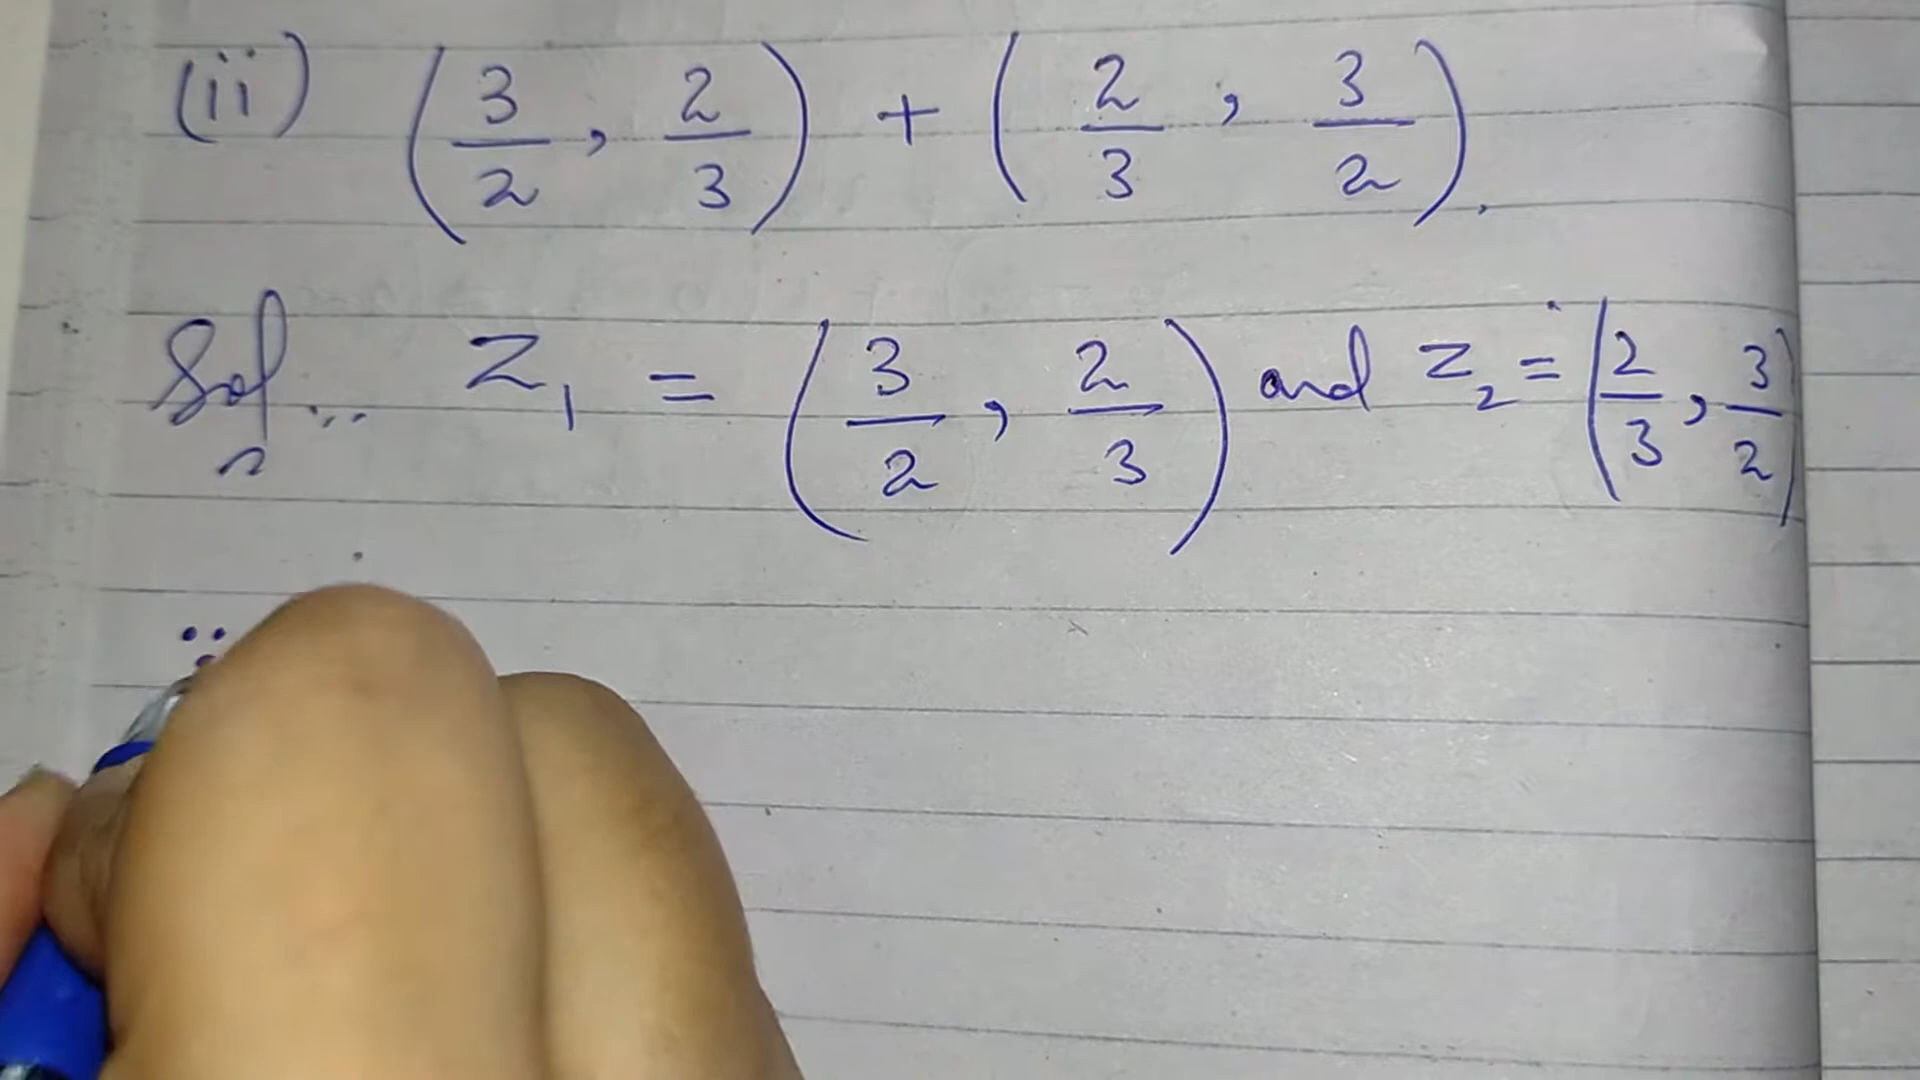 (ii) (3/2, 2/3) + (2/3, 3/2).
Sol... Z₁ = (3/2, 2/3) and Z₂ = (2/3, 3/2)
∵